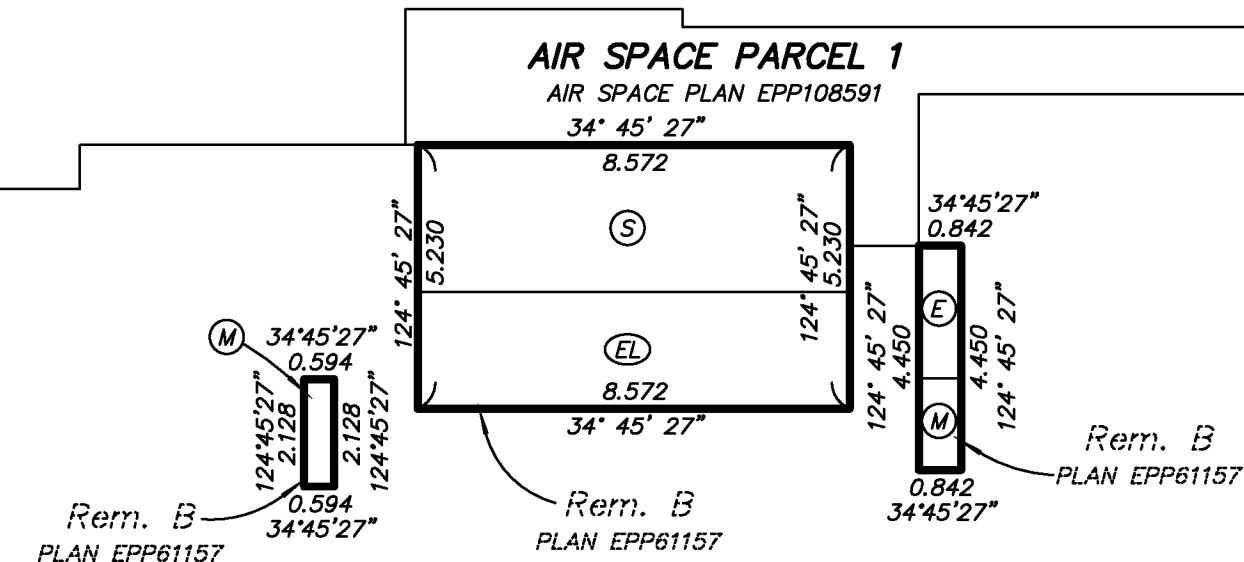 AIR SPACE PARCEL 1
AIR SPACE PLAN EPP108591
34° 45' 27"
8.572
124° 45' 27"
5.230
S
5.230
124° 45' 27"
EL
8.572
34° 45' 27"
34°45'27"
0.842
124° 45' 27"
4.450
E
M
4.450
124° 45' 27"
0.842
34°45'27"
M
34°45'27"
0.594
124°45'27"
2.128
2.128
124°45'27"
0.594
34°45'27"
Rem. B
PLAN EPP61157
Rem. B
PLAN EPP61157
Rem. B
PLAN EPP61157